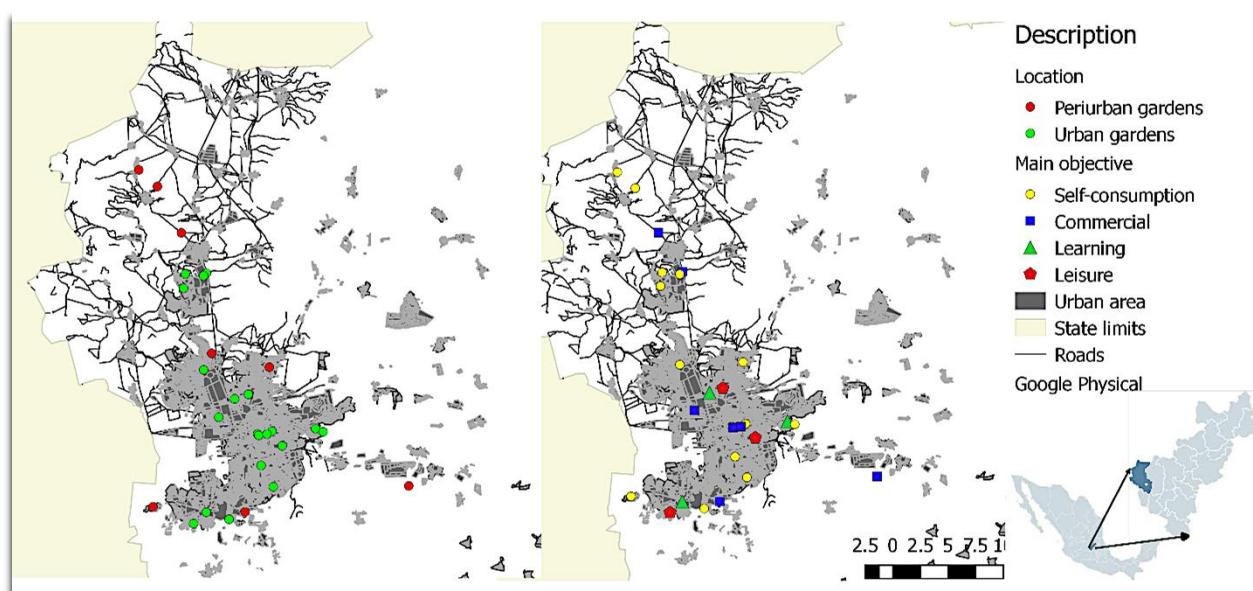 Description
Location
Periurban gardens
Urban gardens
Main objective
Self-consumption
Commercial
Learning
Leisure
Urban area
State limits
Roads
Google Physical
2.5 0 2.5 5 7.5 10